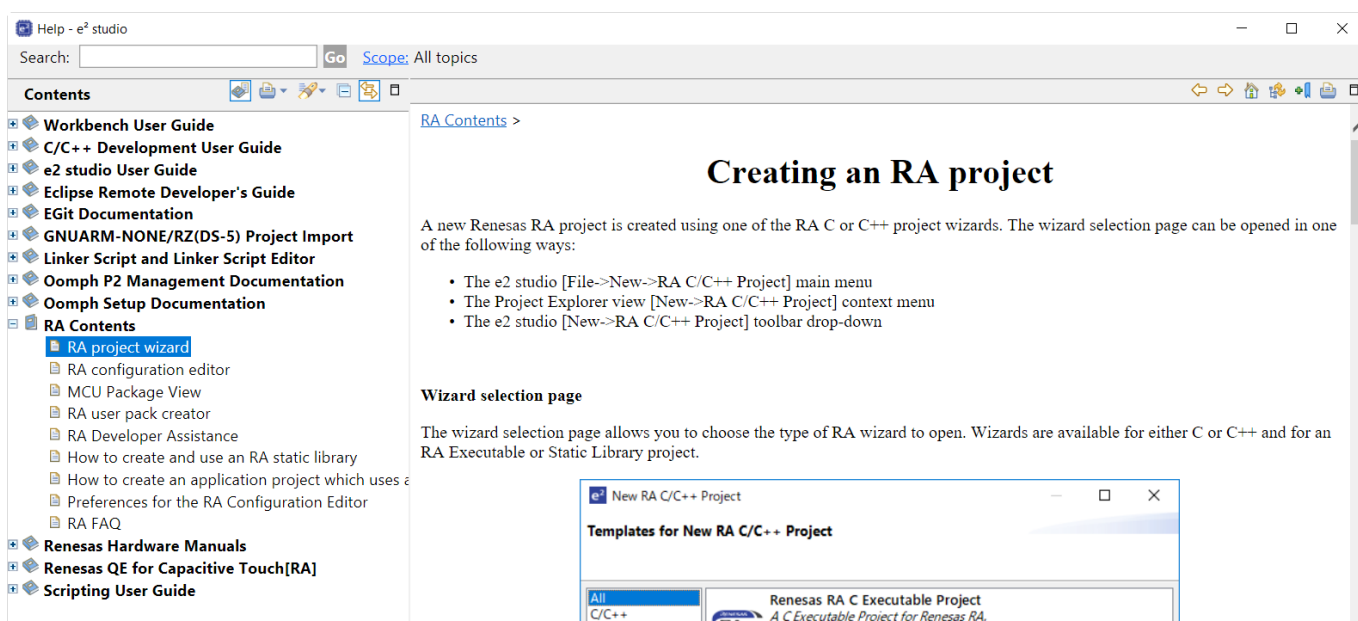 Help - e² studio
Search:
Go
Scope: All topics
Contents
Workbench User Guide
C/C++ Development User Guide
e2 studio User Guide
Eclipse Remote Developer's Guide
EGit Documentation
GNUARM-NONE/RZ(DS-5) Project Import
Linker Script and Linker Script Editor
Oomph P2 Management Documentation
Oomph Setup Documentation
RA Contents
RA project wizard
RA configuration editor
MCU Package View
RA user pack creator
RA Developer Assistance
How to create and use an RA static library
How to create an application project which uses a
Preferences for the RA Configuration Editor
RA FAQ
Renesas Hardware Manuals
Renesas QE for Capacitive Touch[RA]
Scripting User Guide
RA Contents >
Creating an RA project
A new Renesas RA project is created using one of the RA C or C++ project wizards. The wizard selection page can be opened in one
of the following ways:
• The e2 studio [File->New->RA C/C++ Project] main menu
• The Project Explorer view [New->RA C/C++ Project] context menu
• The e2 studio [New->RA C/C++ Project] toolbar drop-down
Wizard selection page
The wizard selection page allows you to choose the type of RA wizard to open. Wizards are available for either C or C++ and for an
RA Executable or Static Library project.
e² New RA C/C++ Project
Templates for New RA C/C++ Project
All
C/C++
Renesas RA C Executable Project
A C Executable Project for Renesas RA.